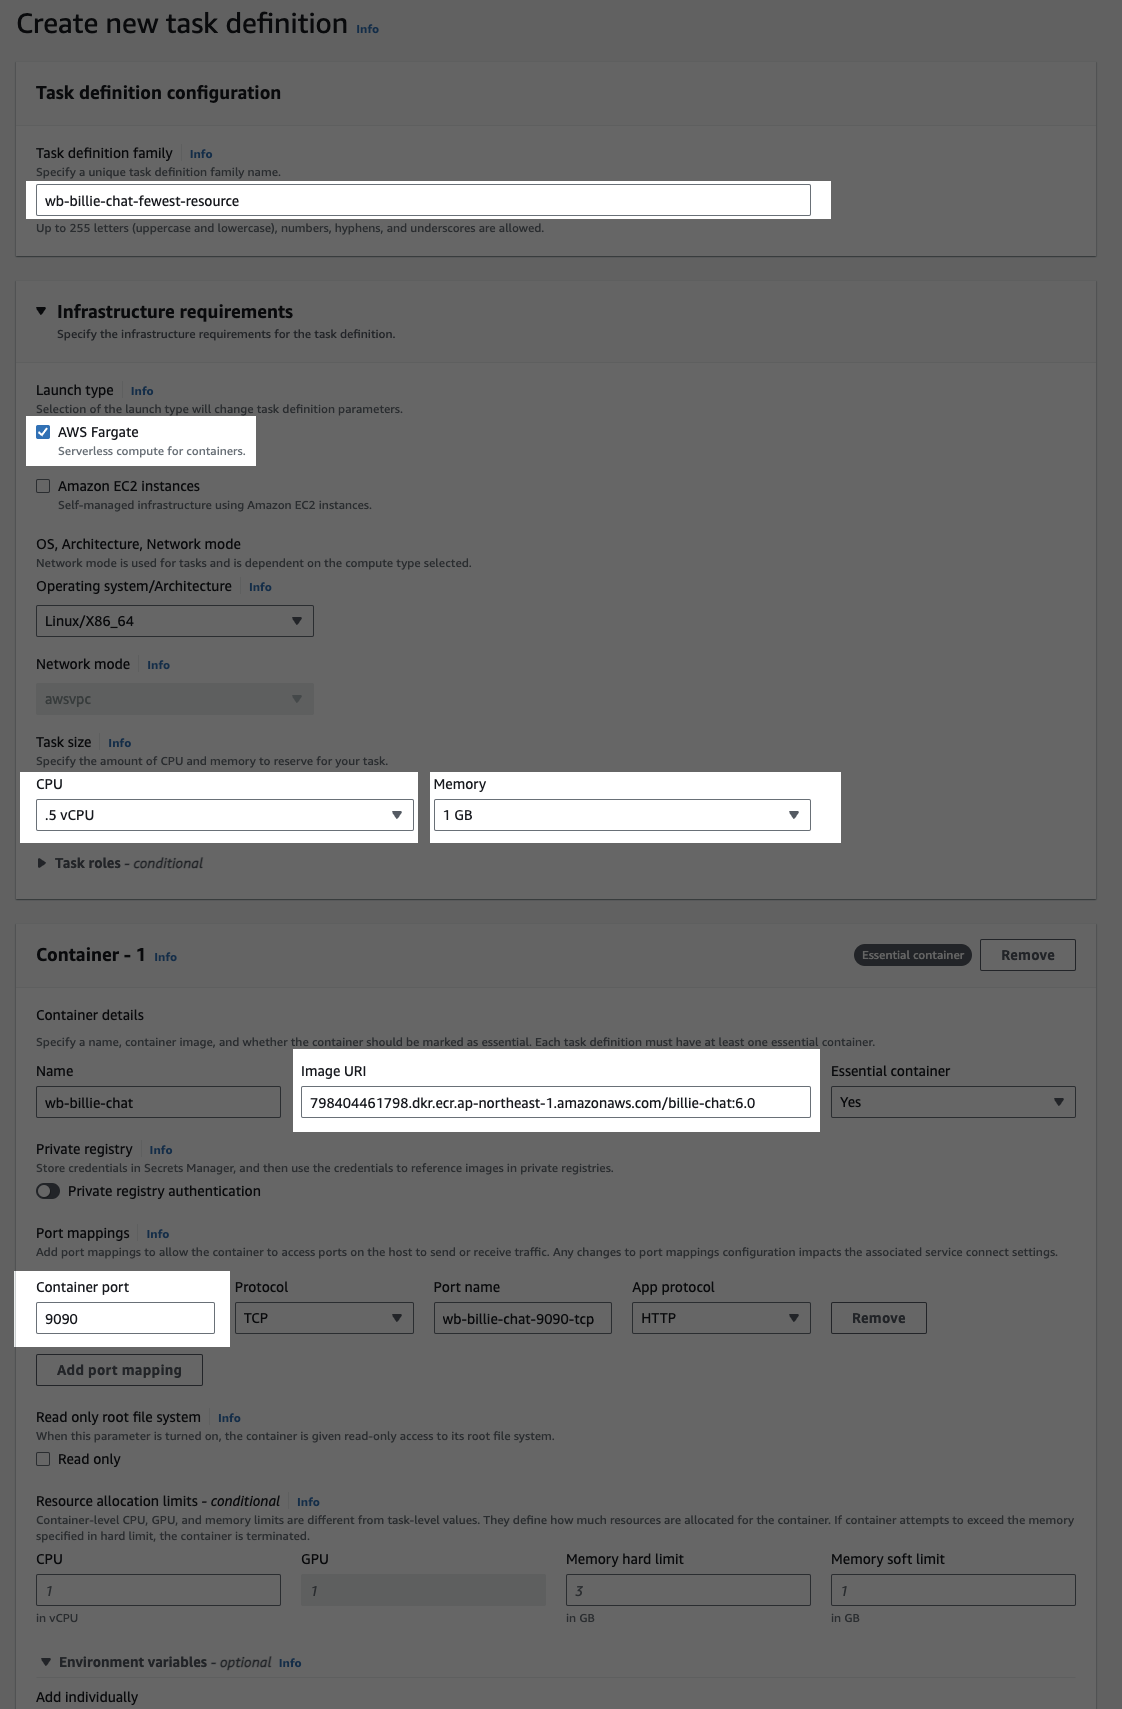 Create new task definition Info
Task definition configuration
Task definition family Info
Specify a unique task definition family name.
wb-billie-chat-fewest-resource
Up to 255 letters (uppercase and lowercase), numbers, hyphens, and underscores are allowed.
Infrastructure requirements
Specify the infrastructure requirements for the task definition.
Launch type Info
Selection of the launch type will change task definition parameters.
AWS Fargate
Serverless compute for containers.
Amazon EC2 instances
Self-managed infrastructure using Amazon EC2 instances.
OS, Architecture, Network mode
Network mode is used for tasks and is dependent on the compute type selected.
Operating system/Architecture Info
Linux/X86_64
Network mode Info
awsvpc
Task size Info
Specify the amount of CPU and memory to reserve for your task.
CPU Memory
.5 vCPU 1 GB
Task roles - conditional
Container - 1 Info Essential container Remove
Container details
Specify a name, container image, and whether the container should be marked as essential. Each task definition must have at least one essential container.
Name Image URI Essential container
wb-billie-chat 798404461798.dkr.ecr.ap-northeast-1.amazonaws.com/billie-chat:6.0 Yes
Private registry Info
Store credentials in Secrets Manager, and then use the credentials to reference images in private registries.
Private registry authentication
Port mappings Info
Add port mappings to allow the container to access ports on the host to send or receive traffic. Any changes to port mappings configuration impacts the associated service connect settings.
Container port Protocol Port name App protocol
9090 TCP wb-billie-chat-9090-tcp HTTP Remove
Add port mapping
Read only root file system Info
When this parameter is turned on, the container is given read-only access to its root file system.
Read only
Resource allocation limits - conditional Info
Container-level CPU, GPU, and memory limits are different from task-level values. They define how much resources are allocated for the container. If container attempts to exceed the memory
specified in hard limit, the container is terminated.
CPU GPU Memory hard limit Memory soft limit
1 1 3 1
in vCPU in GB in GB
Environment variables - optional Info
Add individually